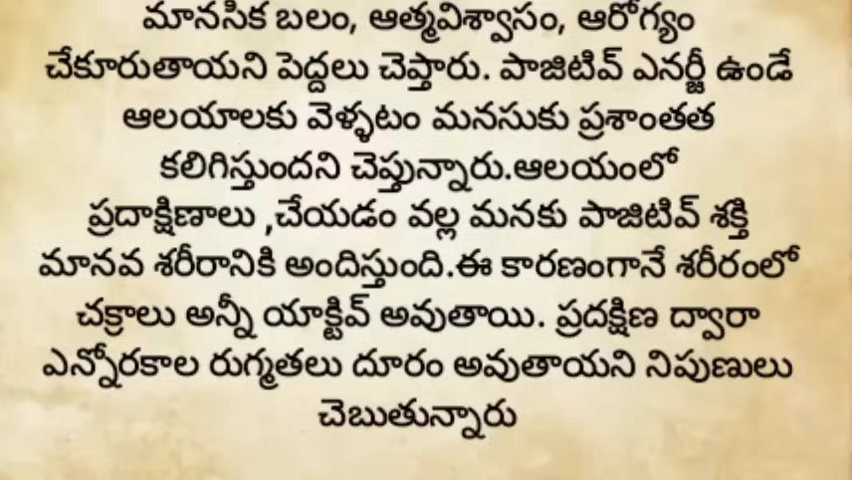 మానసిక బలం, ఆత్మవిశ్వాసం, ఆరోగ్యం
చేకూరుతాయని పెద్దలు చెప్తారు. పాజిటివ్ ఎనర్జీ ఉండే
ఆలయాలకు వెళ్ళటం మనసుకు ప్రశాంతత
కలిగిస్తుందని చెప్తున్నారు.ఆలయంలో
ప్రదాక్షిణాలు ,చేయడం వల్ల మనకు పాజిటివ్ శక్తి
మానవ శరీరానికి అందిస్తుంది.ఈ కారణంగానే శరీరంలో
చక్రాలు అన్నీ యాక్టివ్ అవుతాయి. ప్రదక్షిణ ద్వారా
ఎన్నోరకాల రుగ్మతలు దూరం అవుతాయని నిపుణులు
చెబుతున్నారు